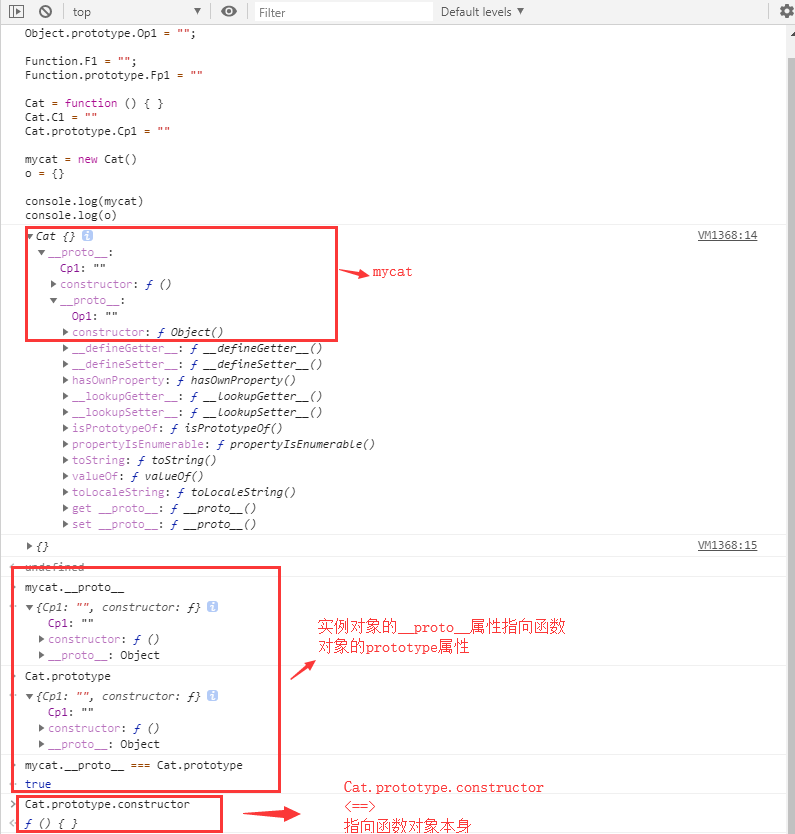 top
Filter
Default levels
Object.prototype.Op1 = "";
Function.F1 = "";
Function.prototype.Fp1 = ""
Cat = function () { }
Cat.C1 = ""
Cat.prototype.Cp1 = ""
mycat = new Cat()
o = {}
console.log(mycat)
console.log(o)
Cat {} i VM1368:14
__proto__:
Cp1: ""
constructor: ƒ ()
__proto__:
Op1: ""
constructor: ƒ Object()
mycat
__defineGetter__: ƒ __defineGetter__()
__defineSetter__: ƒ __defineSetter__()
hasOwnProperty: ƒ hasOwnProperty()
__lookupGetter__: ƒ __lookupGetter__()
__lookupSetter__: ƒ __lookupSetter__()
isPrototypeOf: ƒ isPrototypeOf()
propertyIsEnumerable: ƒ propertyIsEnumerable()
toString: ƒ toString()
valueOf: ƒ valueOf()
toLocaleString: ƒ toLocaleString()
get __proto__: ƒ __proto__()
set __proto__: ƒ __proto__()
{} VM1368:15
undefined
mycat.__proto__
{Cp1: "", constructor: ƒ} i
Cp1: ""
constructor: ƒ ()
__proto__: Object
实例对象的__proto__属性指向函数
对象的prototype属性
Cat.prototype
{Cp1: "", constructor: ƒ} i
Cp1: ""
constructor: ƒ ()
__proto__: Object
mycat.__proto__ === Cat.prototype
true
Cat.prototype.constructor
ƒ () { }
Cat.prototype.constructor
<==>
指向函数对象本身